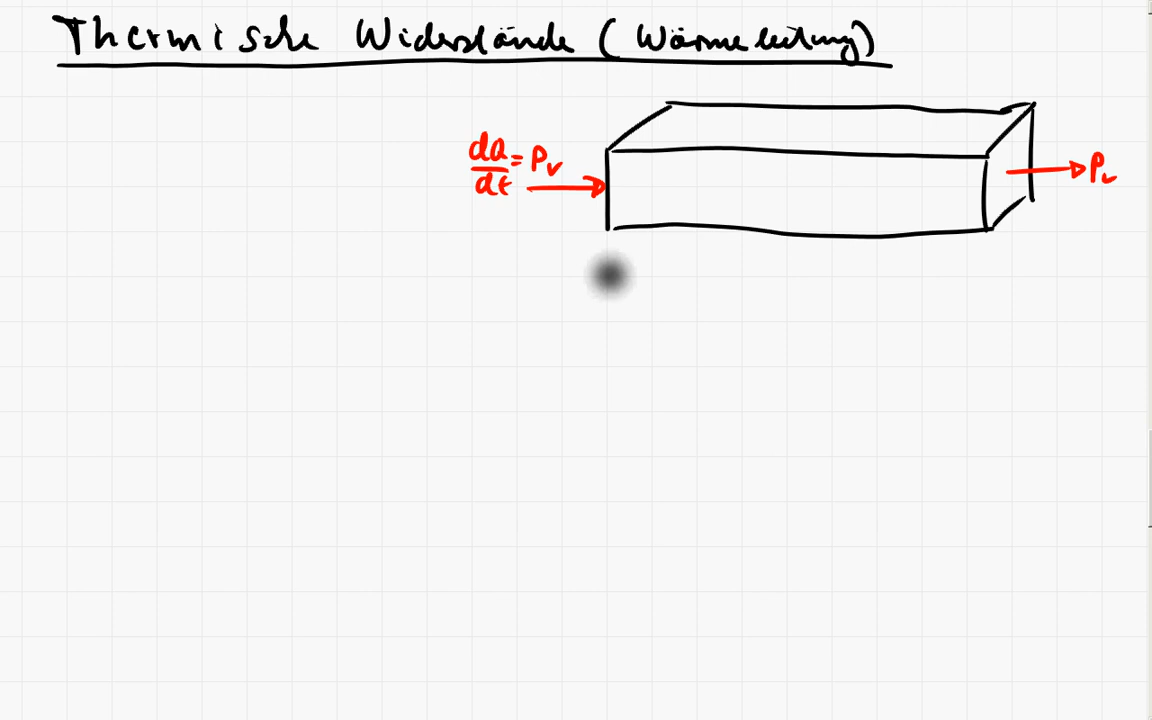 Thermische Widerstände (Wärmeleitung)
dQ/dt = Pv
Pv